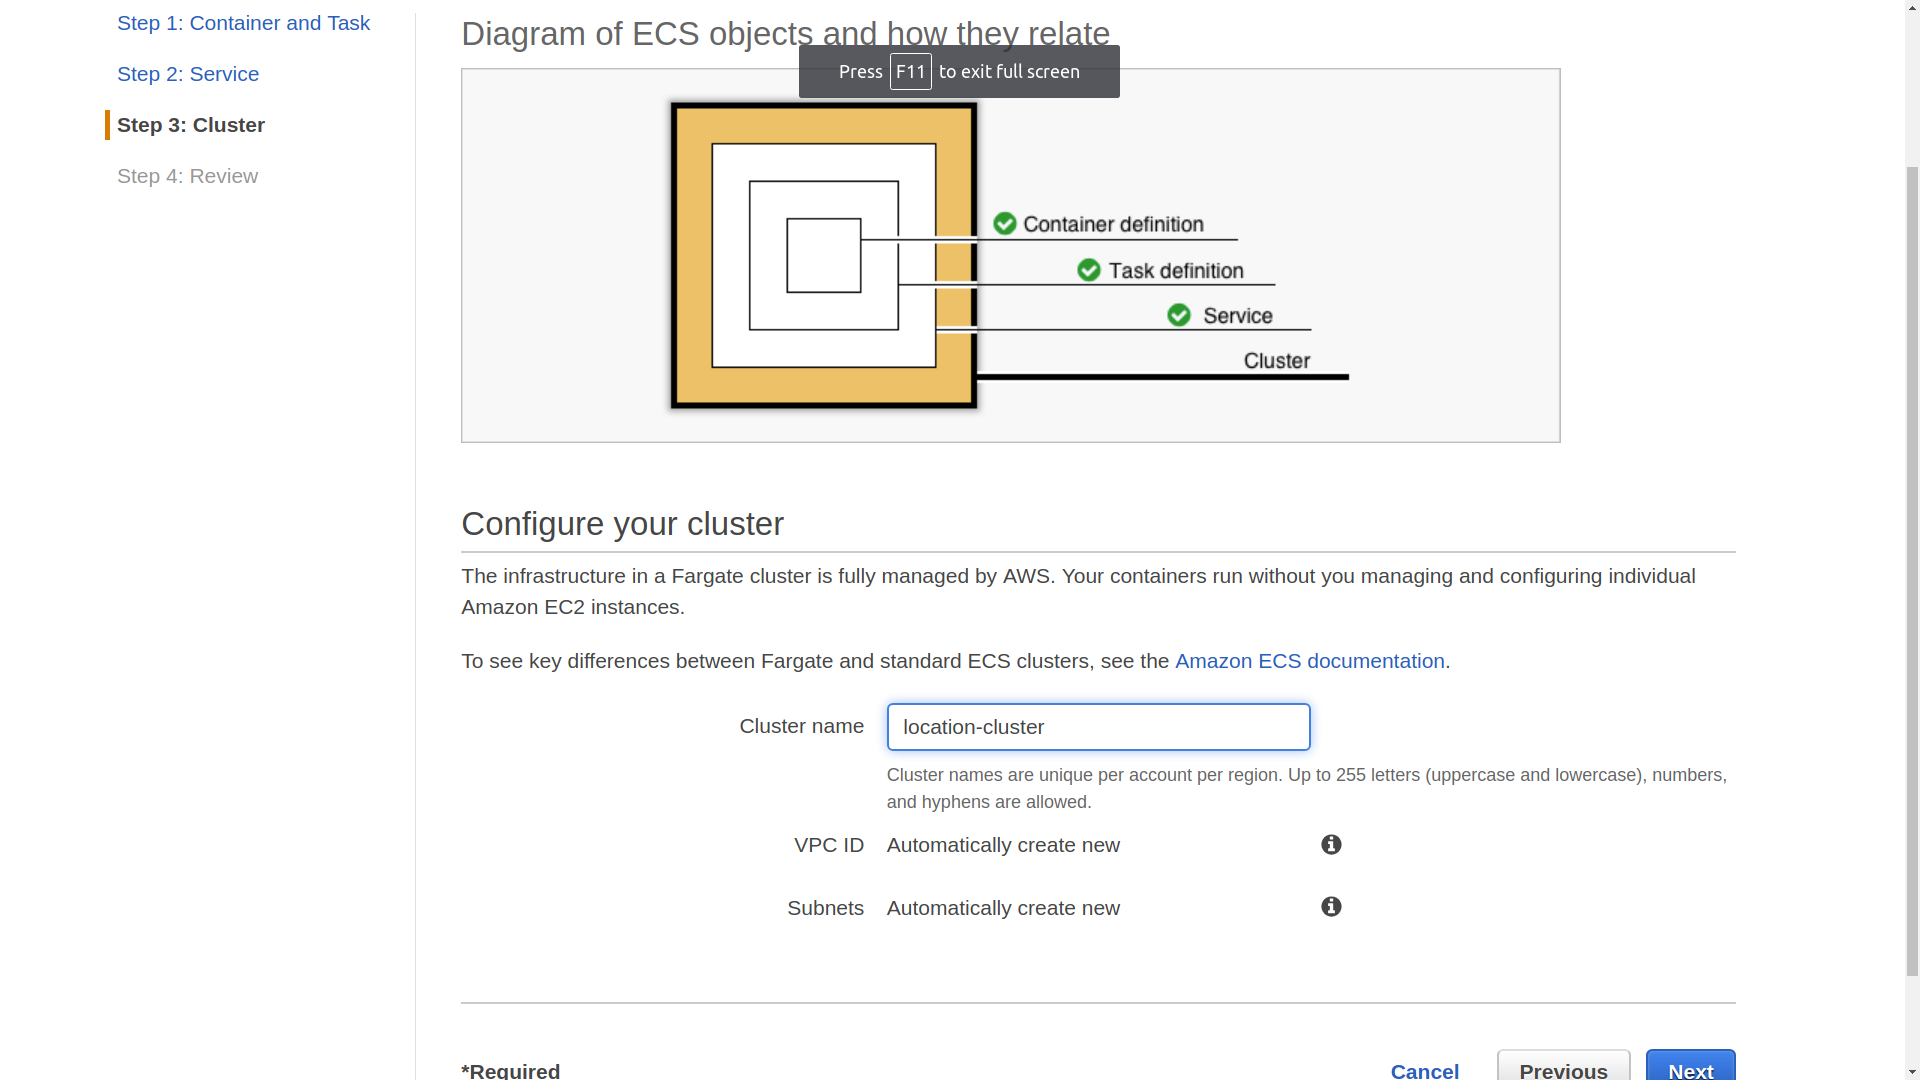 Step 1: Container and Task
Step 2: Service
Step 3: Cluster
Step 4: Review
Diagram of ECS objects and how they relate
Press F11 to exit full screen
Container definition
Task definition
Service
Cluster
Configure your cluster
The infrastructure in a Fargate cluster is fully managed by AWS. Your containers run without you managing and configuring individual
Amazon EC2 instances.
To see key differences between Fargate and standard ECS clusters, see the Amazon ECS documentation.
Cluster name location-cluster
Cluster names are unique per account per region. Up to 255 letters (uppercase and lowercase), numbers,
and hyphens are allowed.
VPC ID Automatically create new
Subnets Automatically create new
*Required Cancel Previous Next